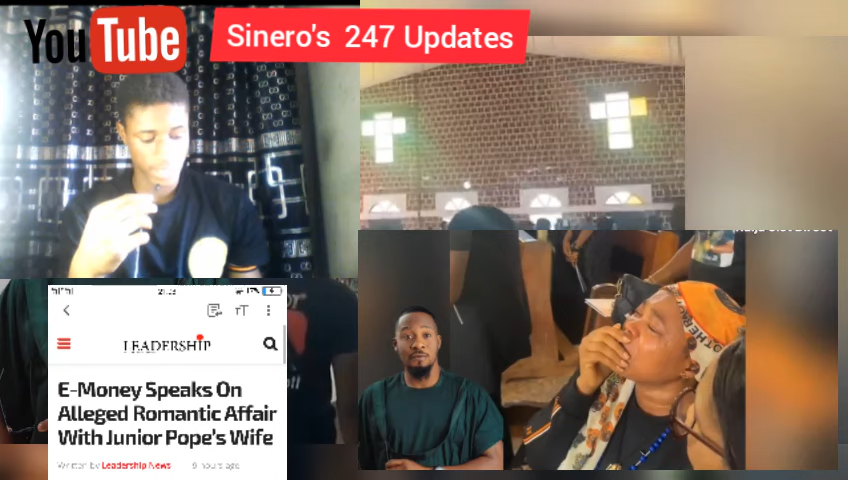 YouTube
Sinero's 247 Updates
LEADERSHIP
E-Money Speaks On
Alleged Romantic Affair
With Junior Pope's Wife
Written by Leadership News